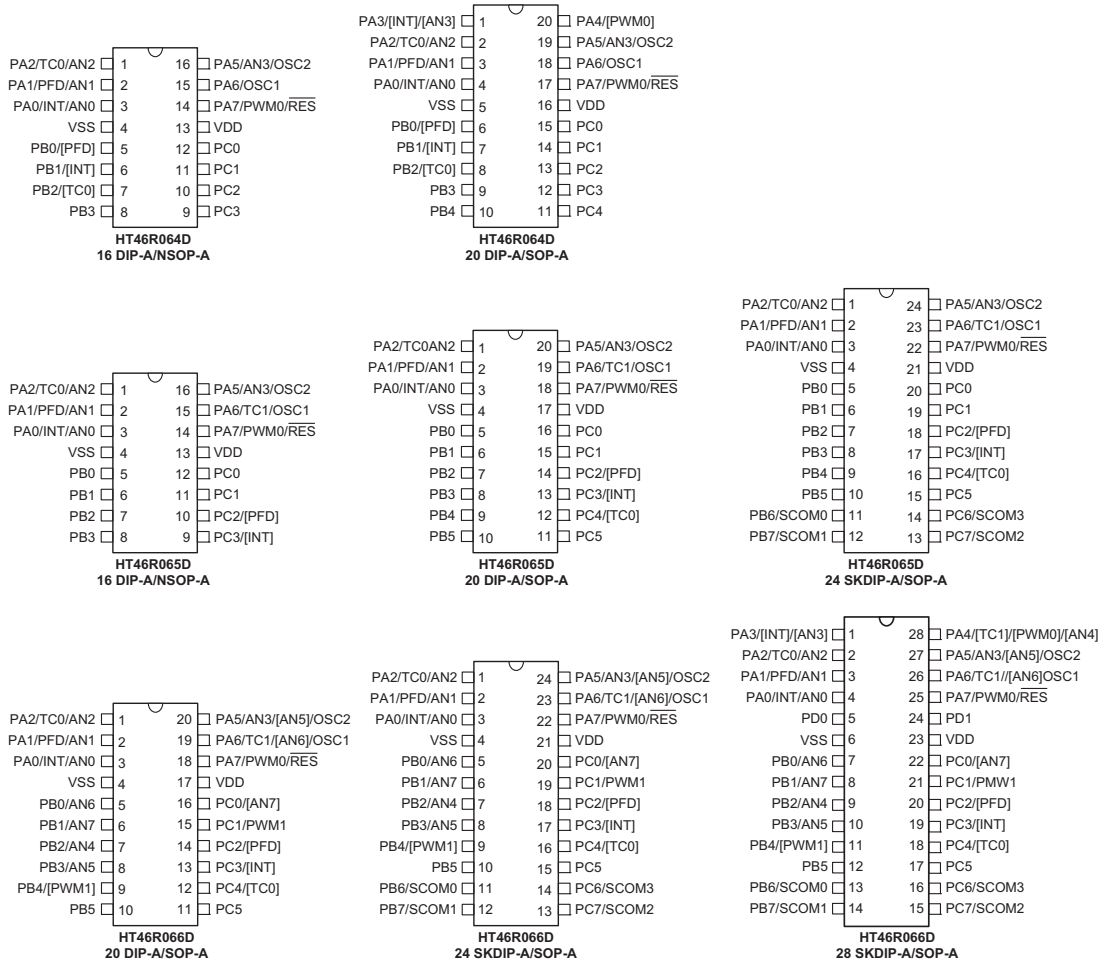 PA2/TC0/AN2 1 16 PA5/AN3/OSC2
PA1/PFD/AN1 2 15 PA6/OSC1
PA0/INT/AN0 3 14 PA7/PWM0/RES
VSS 4 13 VDD
PB0/[PFD] 5 12 PC0
PB1/[INT] 6 11 PC1
PB2/[TC0] 7 10 PC2
PB3 8 9 PC3
HT46R064D
16 DIP-A/NSOP-A
PA3/[INT]/[AN3] 1 20 PA4/[PWM0]
PA2/TC0/AN2 2 19 PA5/AN3/OSC2
PA1/PFD/AN1 3 18 PA6/OSC1
PA0/INT/AN0 4 17 PA7/PWM0/RES
VSS 5 16 VDD
PB0/[PFD] 6 15 PC0
PB1/[INT] 7 14 PC1
PB2/[TC0] 8 13 PC2
PB3 9 12 PC3
PB4 10 11 PC4
HT46R064D
20 DIP-A/SOP-A
PA2/TC0/AN2 1 16 PA5/AN3/OSC2
PA1/PFD/AN1 2 15 PA6/TC1/OSC1
PA0/INT/AN0 3 14 PA7/PWM0/RES
VSS 4 13 VDD
PB0 5 12 PC0
PB1 6 11 PC1
PB2 7 10 PC2/[PFD]
PB3 8 9 PC3/[INT]
HT46R065D
16 DIP-A/NSOP-A
PA2/TC0AN2 1 20 PA5/AN3/OSC2
PA1/PFD/AN1 2 19 PA6/TC1/OSC1
PA0/INT/AN0 3 18 PA7/PWM0/RES
VSS 4 17 VDD
PB0 5 16 PC0
PB1 6 15 PC1
PB2 7 14 PC2/[PFD]
PB3 8 13 PC3/[INT]
PB4 9 12 PC4/[TC0]
PB5 10 11 PC5
HT46R065D
20 DIP-A/SOP-A
PA2/TC0/AN2 1 24 PA5/AN3/OSC2
PA1/PFD/AN1 2 23 PA6/TC1/OSC1
PA0/INT/AN0 3 22 PA7/PWM0/RES
VSS 4 21 VDD
PB0 5 20 PC0
PB1 6 19 PC1
PB2 7 18 PC2/[PFD]
PB3 8 17 PC3/[INT]
PB4 9 16 PC4/[TC0]
PB5 10 15 PC5
PB6/SCOM0 11 14 PC6/SCOM3
PB7/SCOM1 12 13 PC7/SCOM2
HT46R065D
24 SKDIP-A/SOP-A
PA2/TC0/AN2 1 20 PA5/AN3/[AN5]/OSC2
PA1/PFD/AN1 2 19 PA6/TC1/[AN6]/OSC1
PA0/INT/AN0 3 18 PA7/PWM0/RES
VSS 4 17 VDD
PB0/AN6 5 16 PC0/[AN7]
PB1/AN7 6 15 PC1/PWM1
PB2/AN4 7 14 PC2/[PFD]
PB3/AN5 8 13 PC3/[INT]
PB4/[PWM1] 9 12 PC4/[TC0]
PB5 10 11 PC5
HT46R066D
20 DIP-A/SOP-A
PA2/TC0/AN2 1 24 PA5/AN3/[AN5]/OSC2
PA1/PFD/AN1 2 23 PA6/TC1/[AN6]/OSC1
PA0/INT/AN0 3 22 PA7/PWM0/RES
VSS 4 21 VDD
PB0/AN6 5 20 PC0/[AN7]
PB1/AN7 6 19 PC1/PWM1
PB2/AN4 7 18 PC2/[PFD]
PB3/AN5 8 17 PC3/[INT]
PB4/[PWM1] 9 16 PC4/[TC0]
PB5 10 15 PC5
PB6/SCOM0 11 14 PC6/SCOM3
PB7/SCOM1 12 13 PC7/SCOM2
HT46R066D
24 SKDIP-A/SOP-A
PA3/[INT]/[AN3] 1 28 PA4/[TC1]/[PWM0]/[AN4]
PA2/TC0/AN2 2 27 PA5/AN3/[AN5]/OSC2
PA1/PFD/AN1 3 26 PA6/TC1//[AN6]OSC1
PA0/INT/AN0 4 25 PA7/PWM0/RES
PD0 5 24 PD1
VSS 6 23 VDD
PB0/AN6 7 22 PC0/[AN7]
PB1/AN7 8 21 PC1/PMW1
PB2/AN4 9 20 PC2/[PFD]
PB3/AN5 10 19 PC3/[INT]
PB4/[PWM1] 11 18 PC4/[TC0]
PB5 12 17 PC5
PB6/SCOM0 13 16 PC6/SCOM3
PB7/SCOM1 14 15 PC7/SCOM2
HT46R066D
28 SKDIP-A/SOP-A